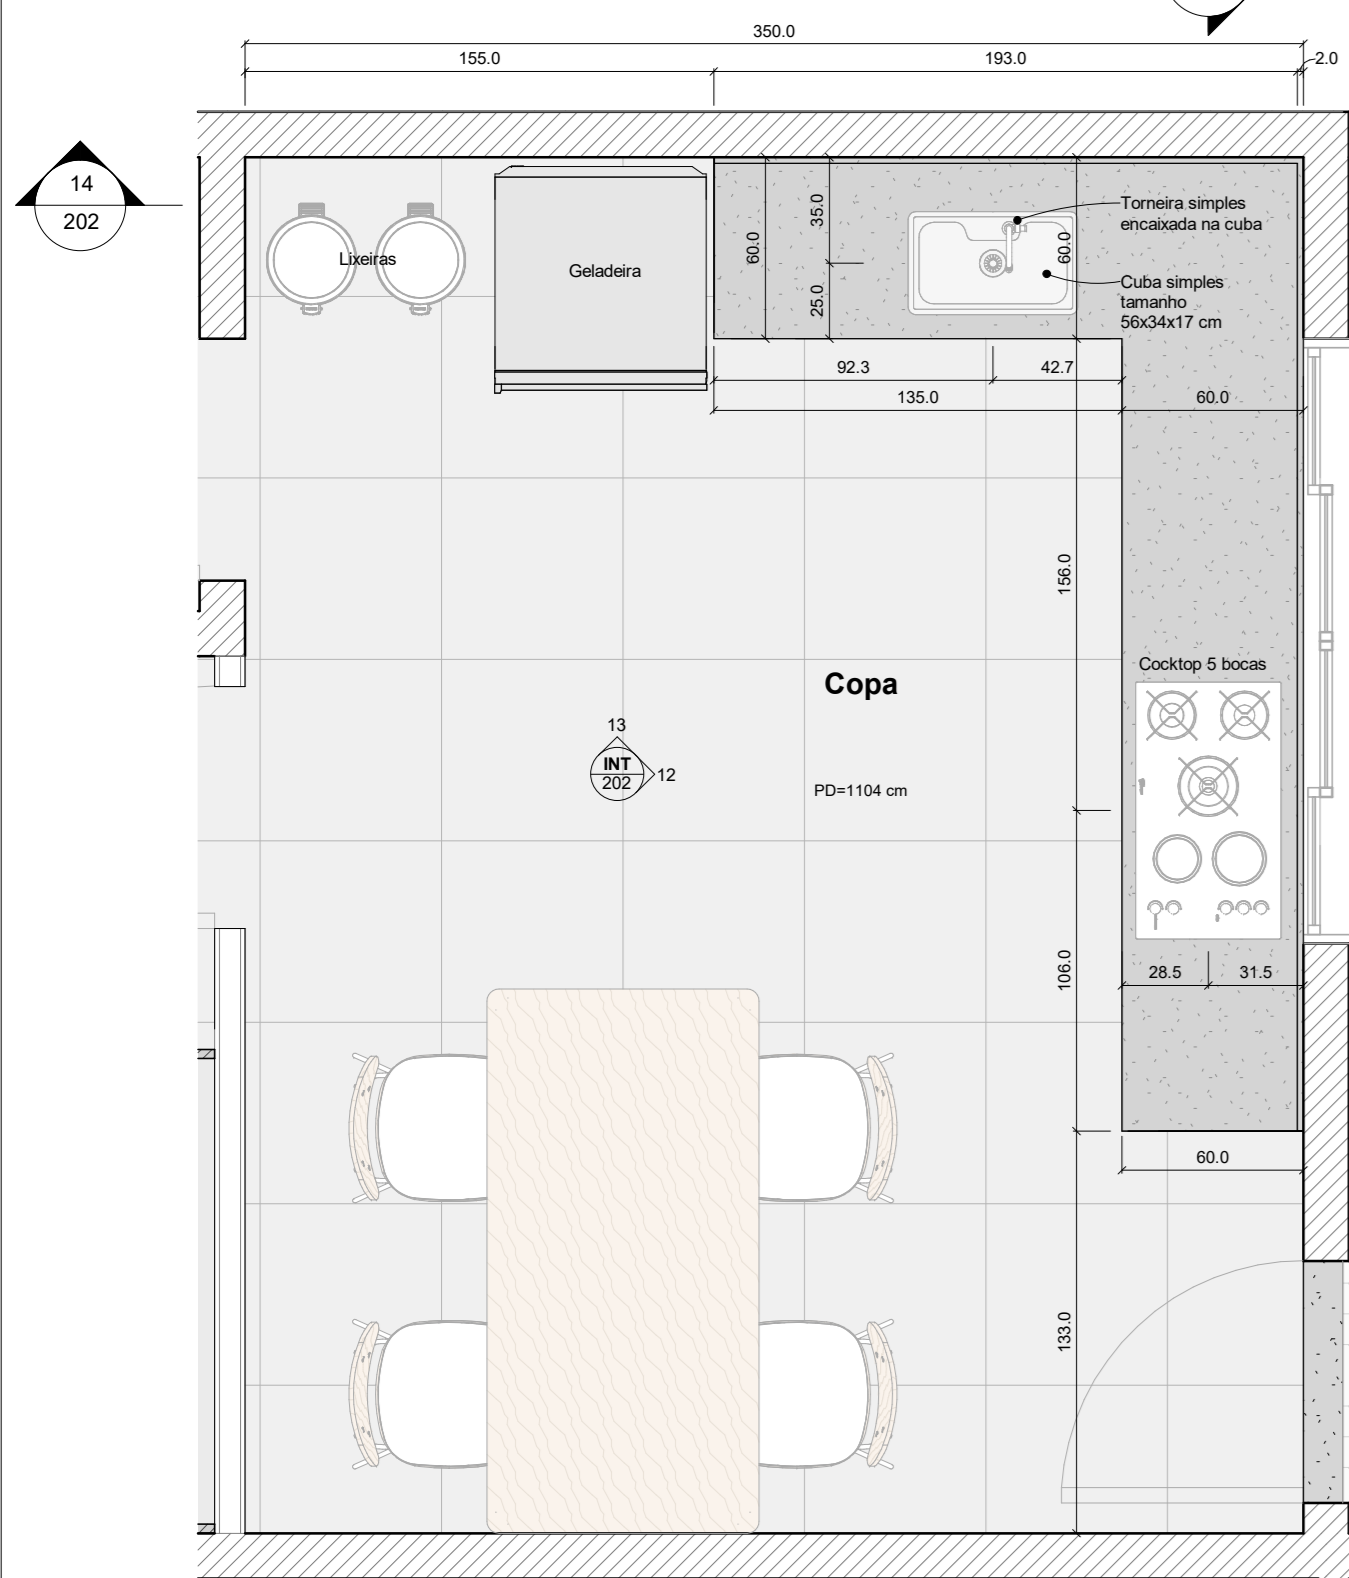 350.0
155.0
193.0
2.0
14
202
Lixeiras
Geladeira
60.0
35.0
25.0
60.0
Torneira simples
encaixada na cuba
Cuba simples
tamanho
56x34x17 cm
92.3
42.7
135.0
60.0
156.0
Cocktop 5 bocas
Copa
13
INT
202
12
PD=1104 cm
106.0
28.5
31.5
60.0
133.0